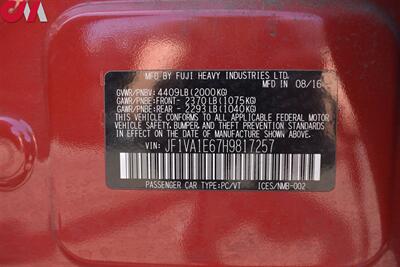 CM
MFD BY FUJI HEAVY INDUSTRIES LTD.
MFD IN 08/16
GVWR/PNBV: 4409LB(2000KG)
GAWR/PNBE:FRONT- 2370LB(1075KG)
GAWR/PNBE:REAR - 2293LB(1040KG)
THIS VEHICLE CONFORMS TO ALL APPLICABLE FEDERAL MOTOR
VEHICLE SAFETY, BUMPER, AND THEFT PREVENTION
STANDARDS IN EFFECT ON THE DATE OF MANUFACTURE SHOWN ABOVE.
VIN: JF1VA1E67H9817257
PASSENGER CAR TYPE:PC/VT ICES/NMB-002